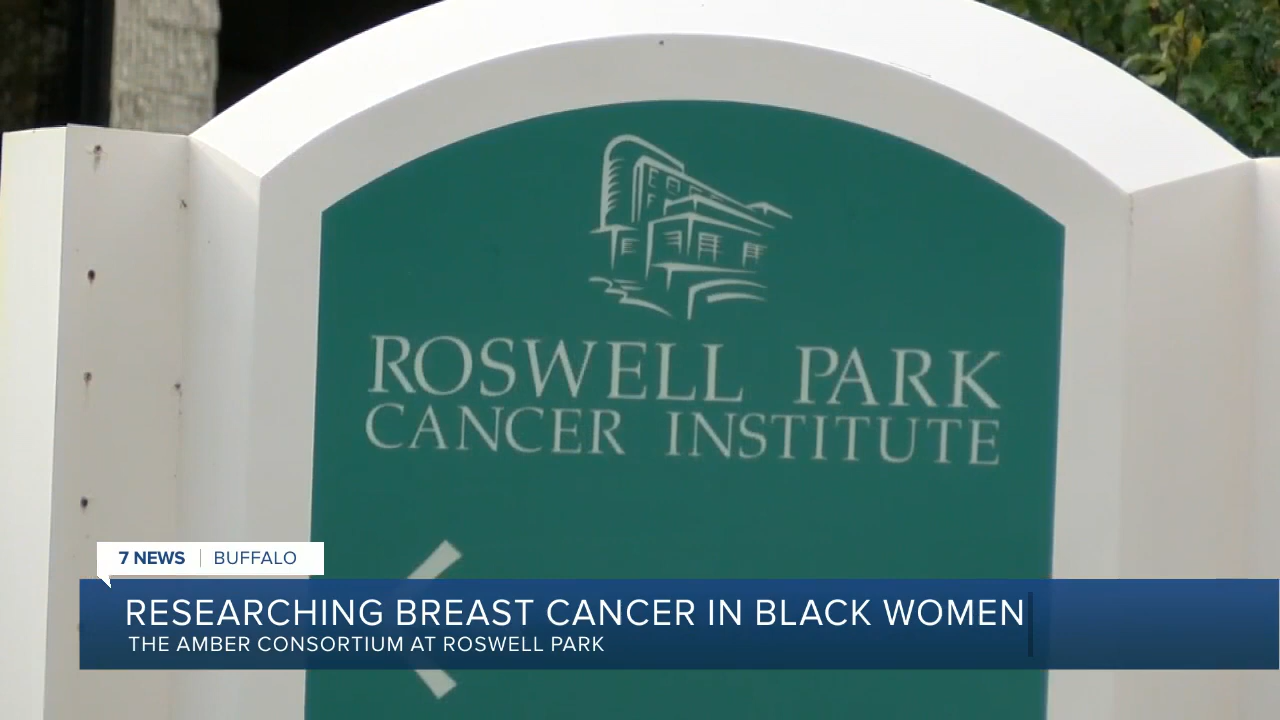 ROSWELL PARK
CANCER INSTITUTE
7 NEWS | BUFFALO
RESEARCHING BREAST CANCER IN BLACK WOMEN
THE AMBER CONSORTIUM AT ROSWELL PARK